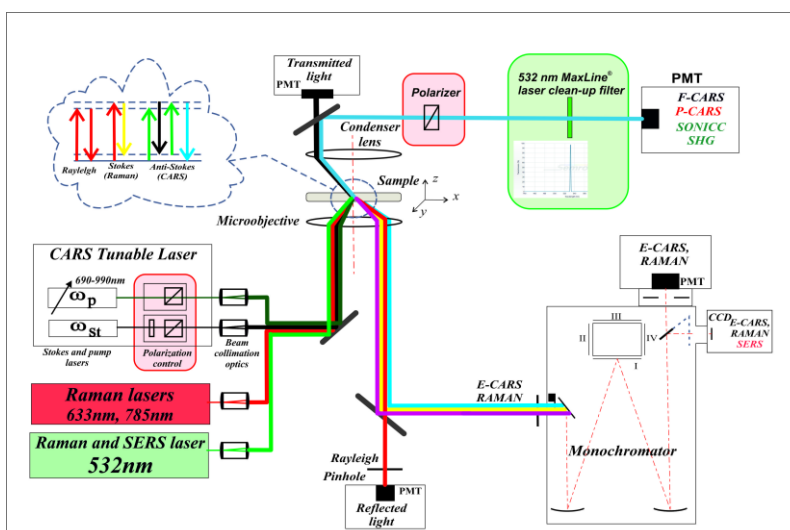 Transmitted
light
PMT
Polarizer
532 nm MaxLine®
laser clean-up filter
PMT
F-CARS
P-CARS
SONICC
SHG
Rayleigh
Stokes
(Raman)
Anti-Stokes
(CARS)
Condenser
lens
Sample
z
x
y
Microobjective
CARS Tunable Laser
690-990nm
ωp
ωSt
Stokes and pump
lasers
Polarization
control
Beam
collimation
optics
Raman lasers
633nm, 785nm
Raman and SERS laser
532nm
E-CARS,
RAMAN
PMT
CCD
E-CARS,
RAMAN
SERS
III
II
IV
I
E-CARS
RAMAN
Monochromator
Rayleigh
Pinhole
PMT
Reflected
light